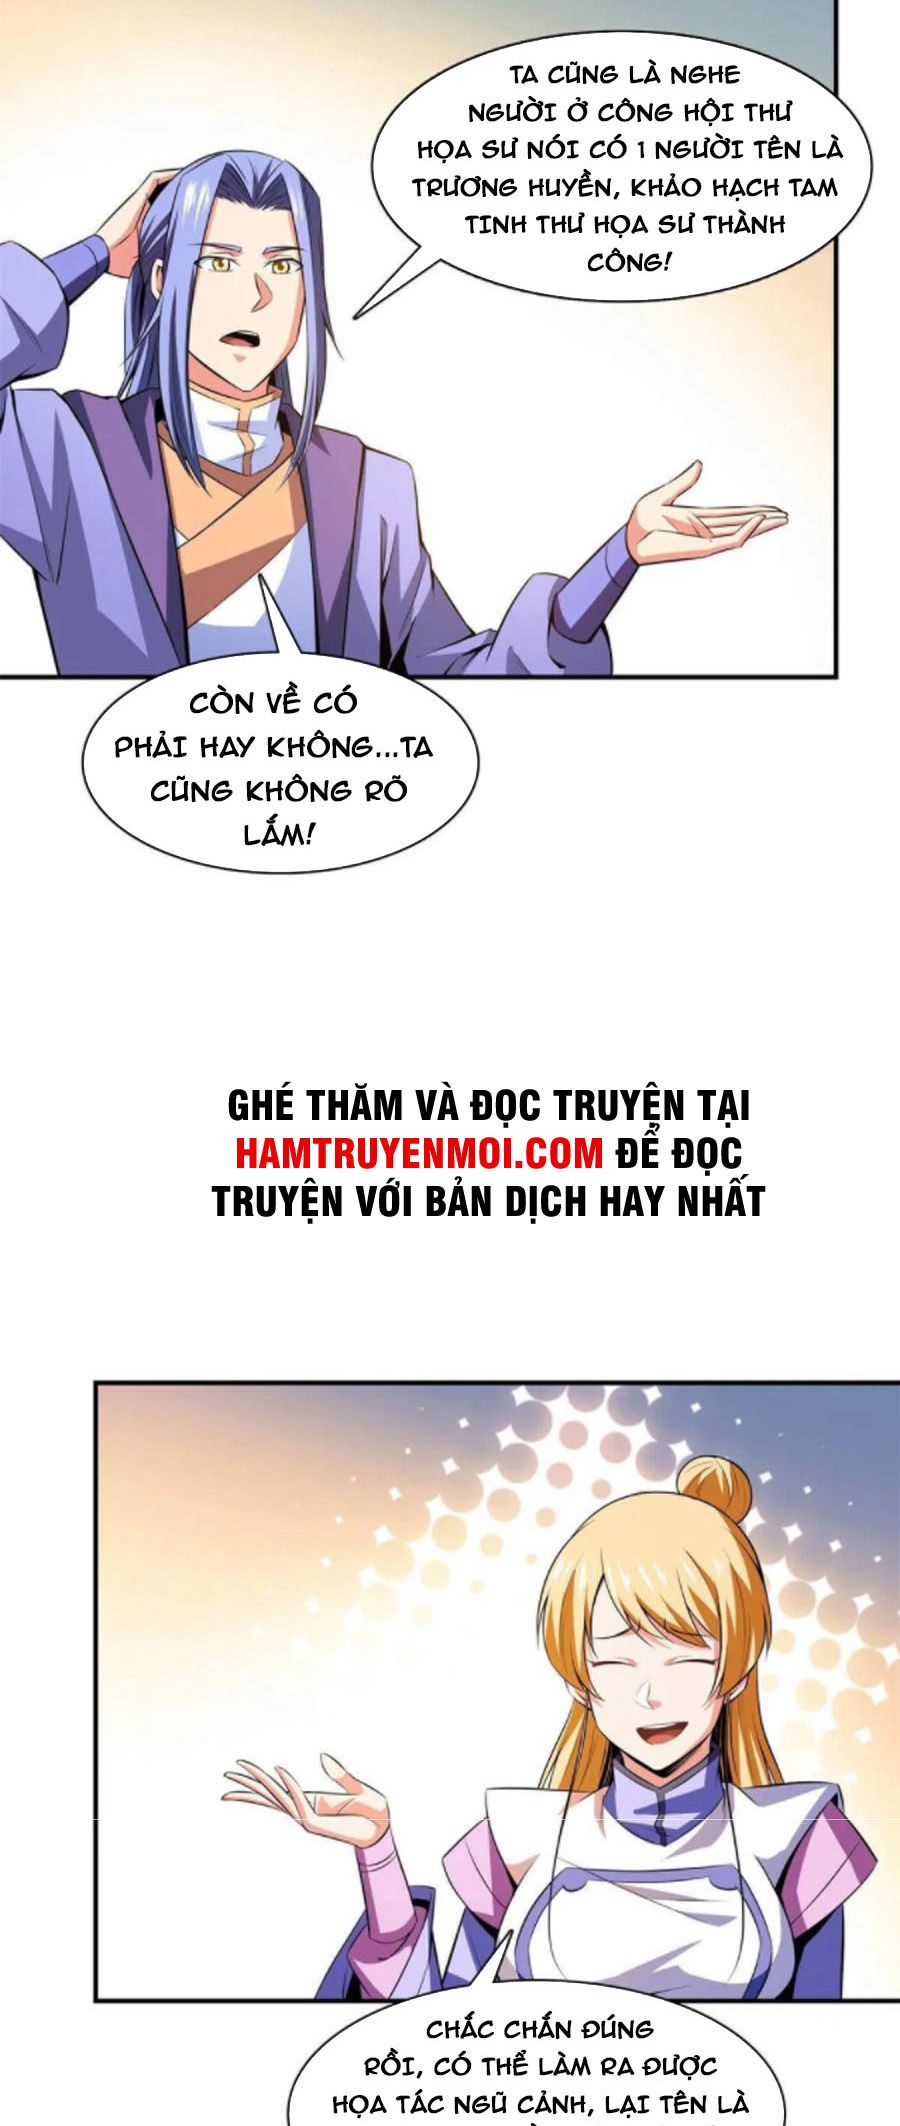 TA CŨNG LÀ NGHE
NGƯỜI Ở CÔNG HỘI THƯ
HỌA SƯ NÓI CÓ 1 NGƯỜI TÊN LÀ
TRƯƠNG HUYỀN, KHẢO HẠCH TAM
TINH THƯ HỌA SƯ THÀNH
CÔNG!
CÒN VỀ CÓ
PHẢI HAY KHÔNG...TA
CŨNG KHÔNG RÕ
LẮM!
GHÉ THĂM VÀ ĐỌC TRUYỆN TẠI
HAMTRUYENMOI.COM ĐỂ ĐỌC
TRUYỆN VỚI BẢN DỊCH HAY NHẤT
CHẮC CHẮN ĐÚNG
RỒI, CÓ THỂ LÀM RA ĐƯỢC
HỌA TÁC NGŨ CẢNH, LẠI TÊN LÀ